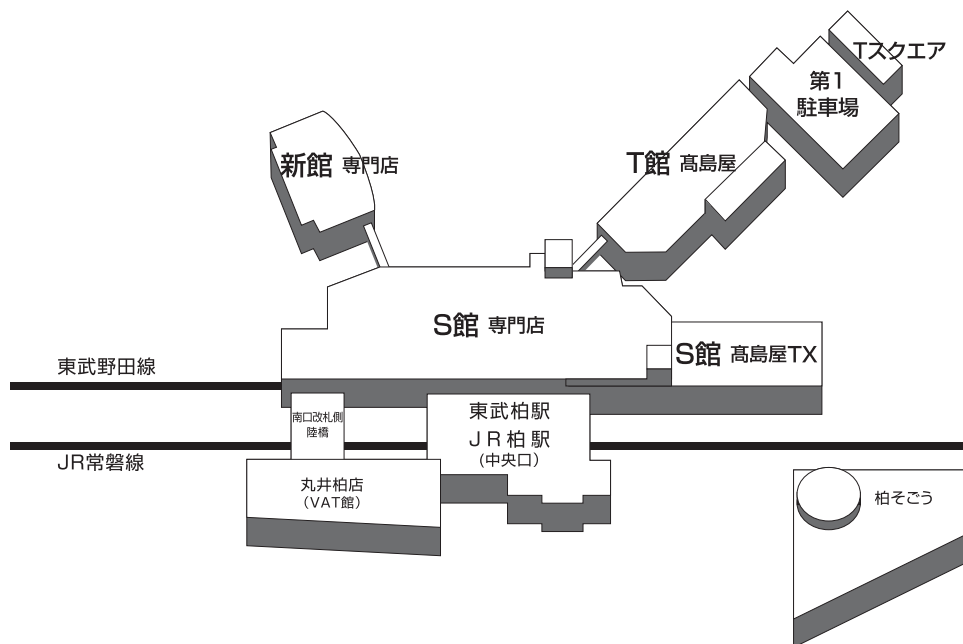 Tスクエア
第1
駐車場
新館 専門店
T館 髙島屋
S館 専門店
S館 髙島屋TX
東武野田線
南口改札側
陸橋
東武柏駅
JR柏駅
(中央口)
JR常磐線
丸井柏店
(VAT館)
柏そごう